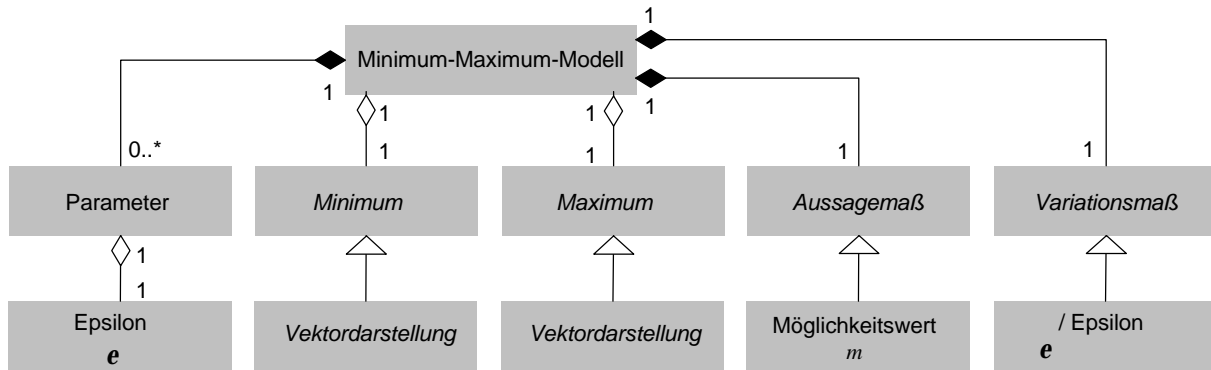 1
1
Minimum-Maximum-Modell
1
1
1
1
0..*
1
1
1
1
Parameter
Minimum
Maximum
Aussagemaß
Variationsmaß
1
1
Epsilon
e
Vektordarstellung
Vektordarstellung
Möglichkeitswert
m
/ Epsilon
e